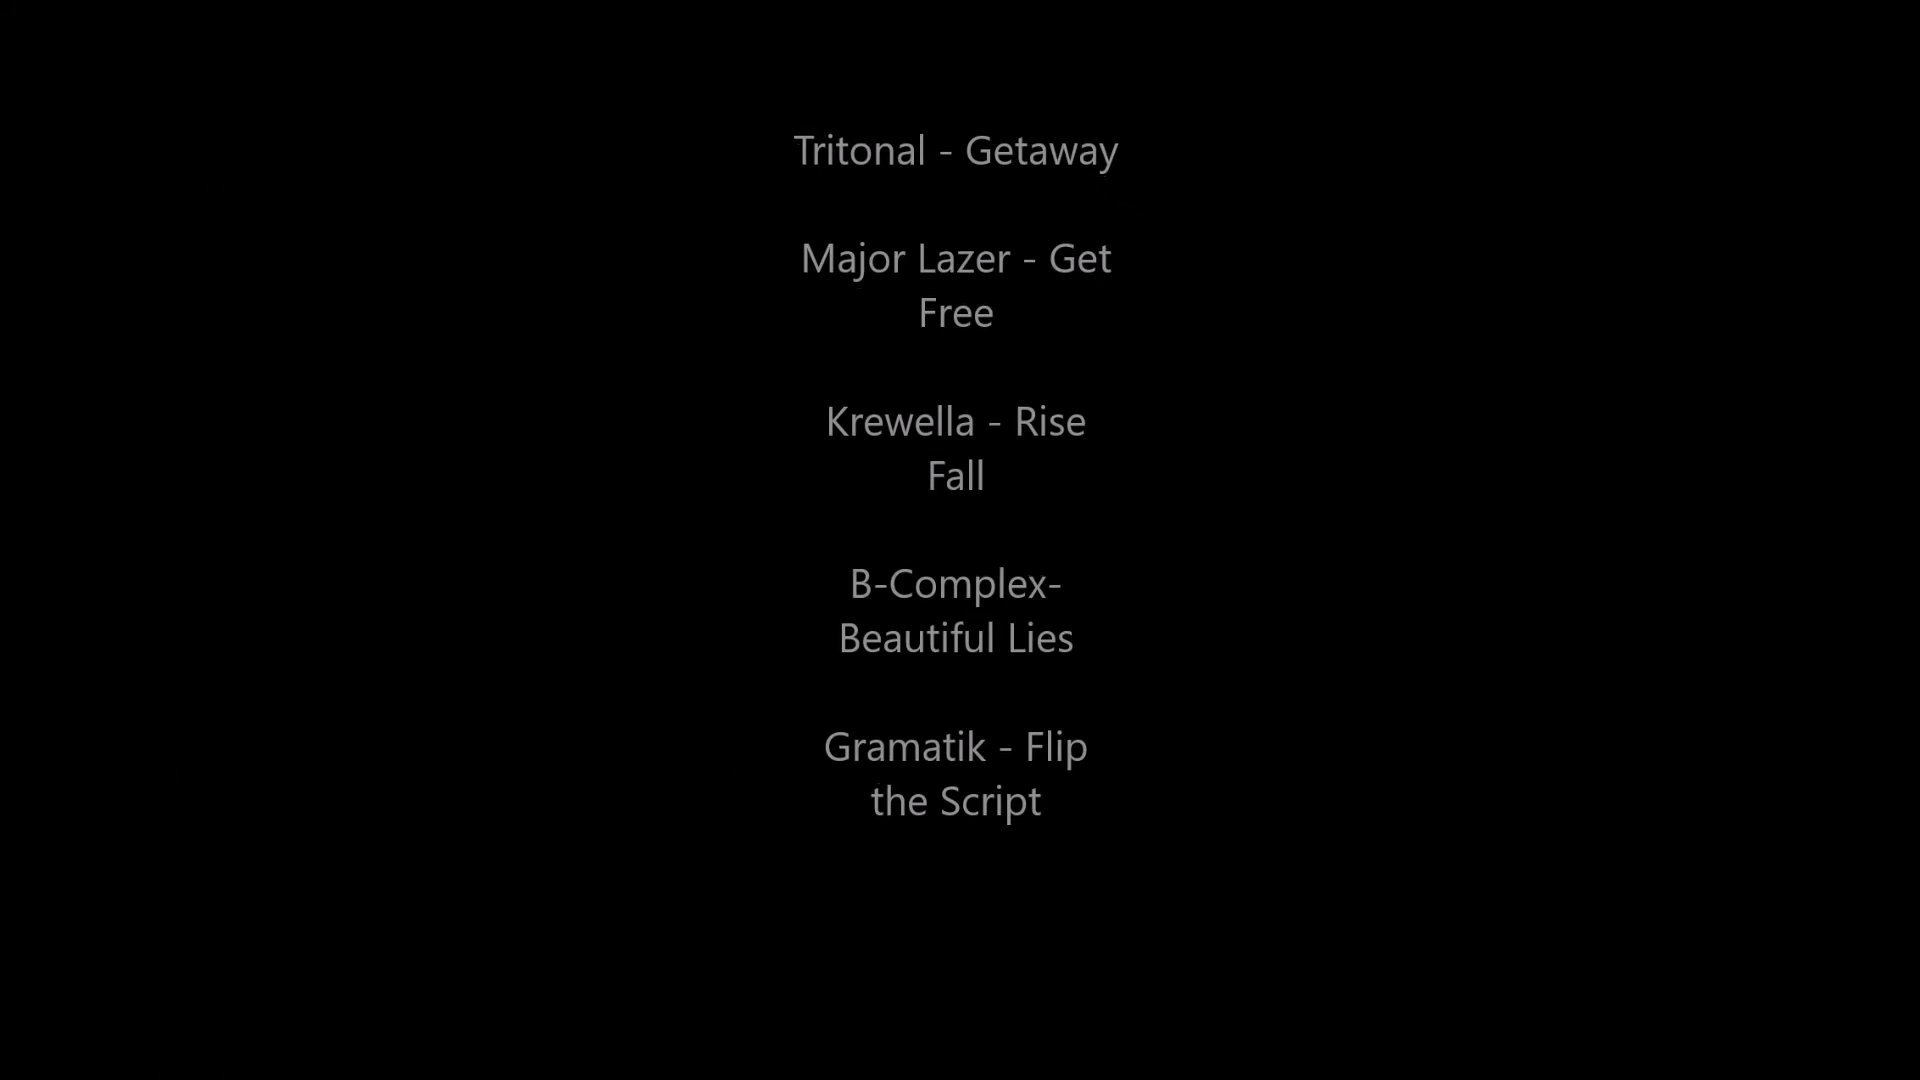 Tritonal - Getaway
Major Lazer - Get
Free
Krewella - Rise
Fall
B-Complex-
Beautiful Lies
Gramatik - Flip
the Script